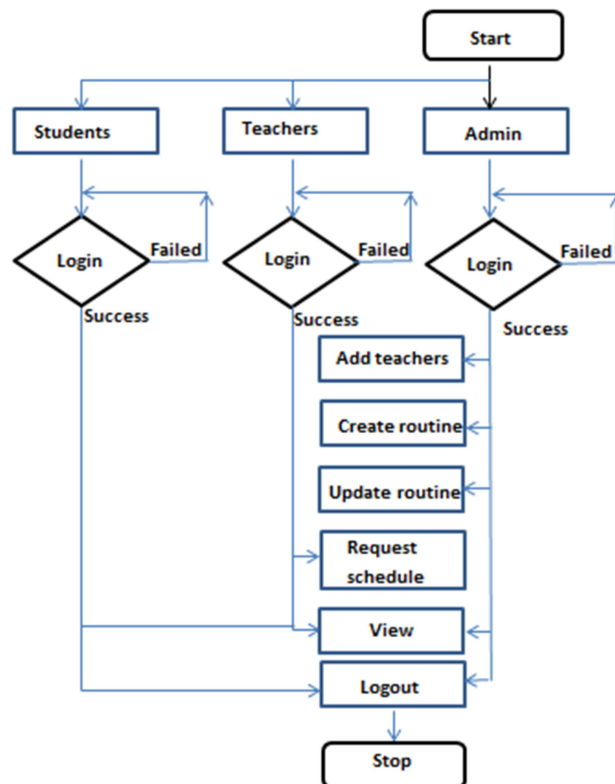 Start
Students
Teachers
Admin
Login
Failed
Login
Failed
Login
Failed
Success
Success
Success
Add teachers
Create routine
Update routine
Request
schedule
View
Logout
Stop